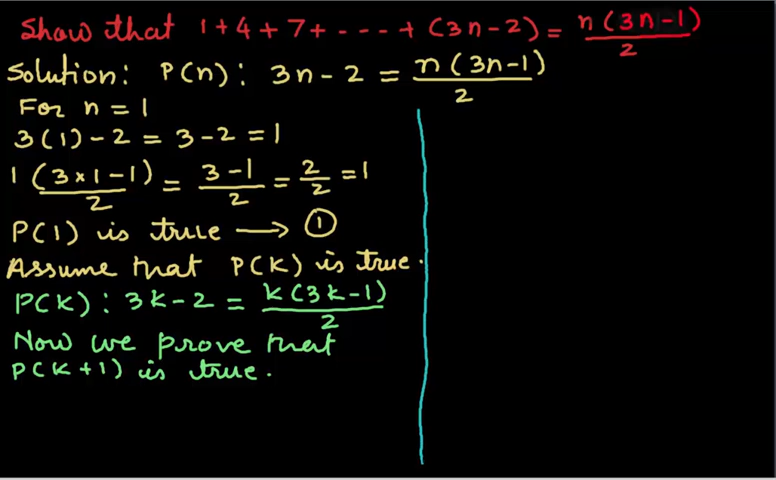 Show that 1+4+7+----+(3n-2) = n(3n-1)/2
Solution: P(n): 3n-2 = n(3n-1)/2
For n = 1
3(1)-2 = 3-2 = 1
1(3×1-1)/2 = 3-1/2 = 2/2 = 1
P(1) is true → ①
Assume that P(K) is true.
P(K): 3K-2 = K(3K-1)/2
Now we prove that
P(K+1) is true.